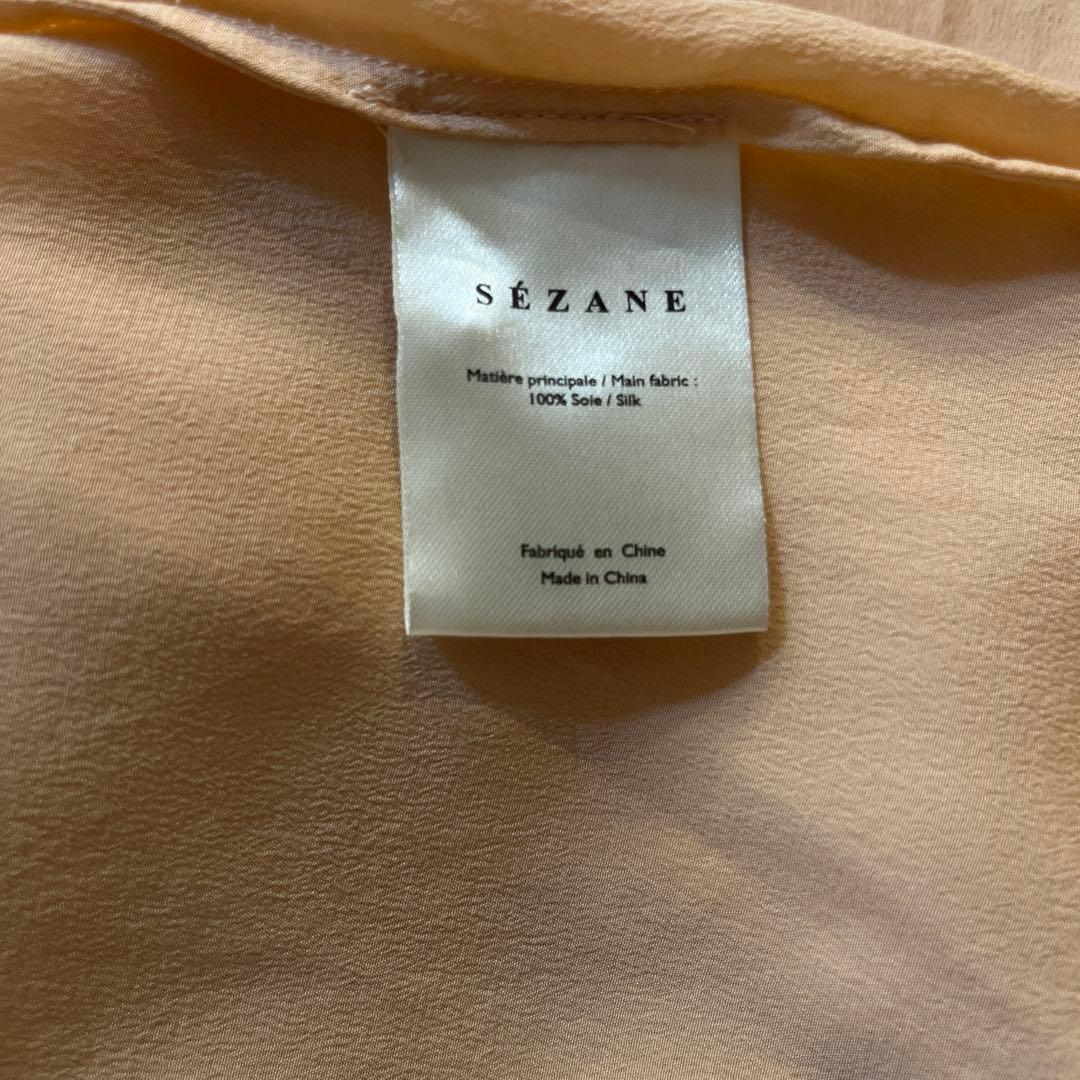 SÉZANE
Matière principale / Main fabric :
100% Soie / Silk
Fabriqué en Chine
Made in China